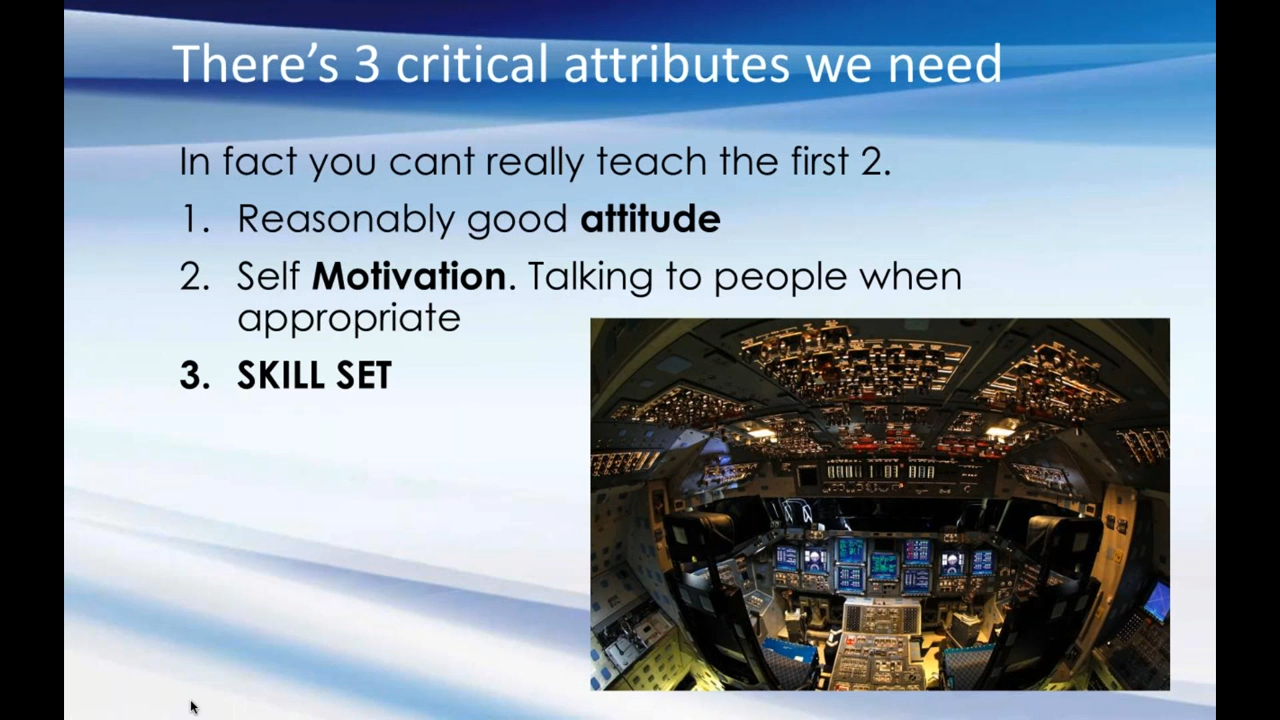 There’s 3 critical attributes we need
In fact you cant really teach the first 2.
1. Reasonably good attitude
2. Self Motivation. Talking to people when
appropriate
3. SKILL SET